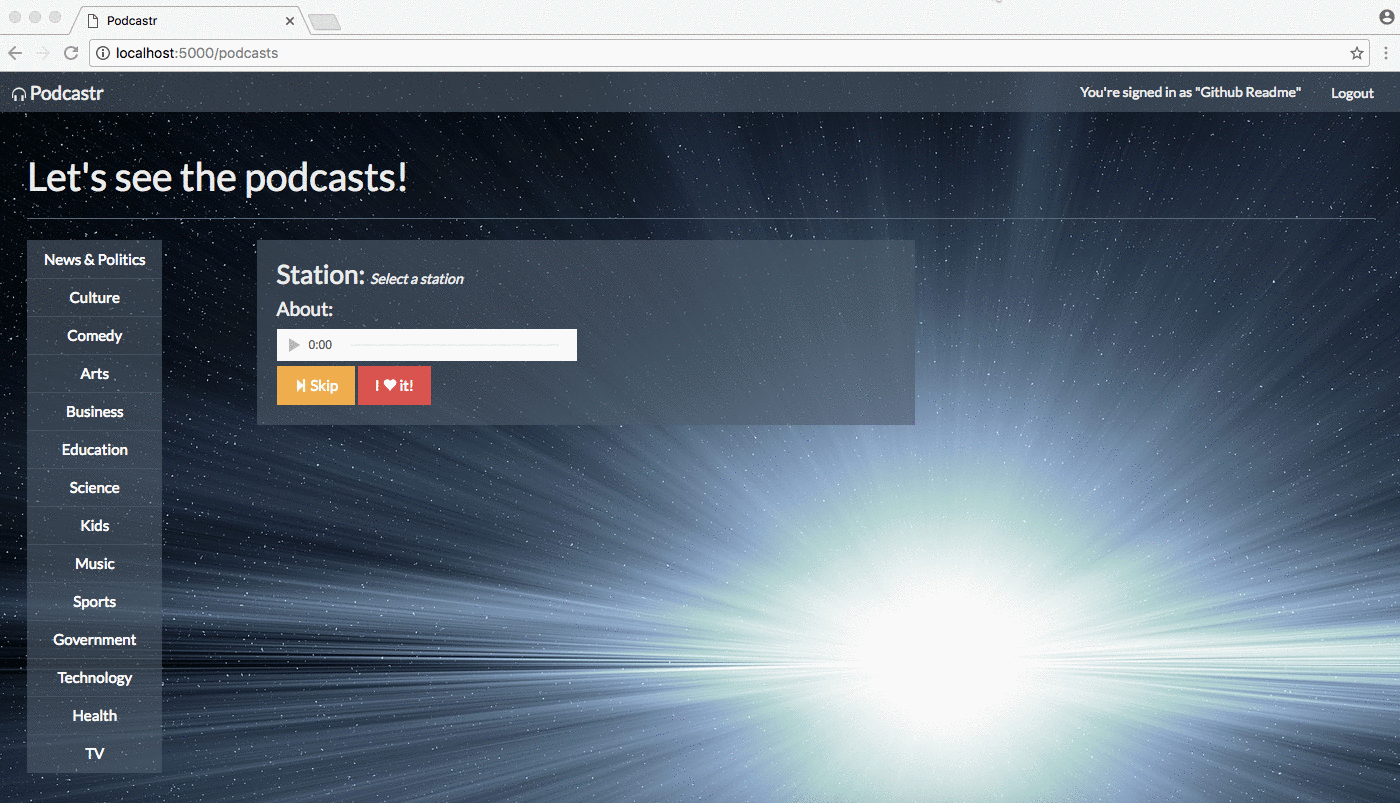 Podcastr
localhost:5000/podcasts
Podcastr
You're signed in as "Github Readme"
Logout
Let's see the podcasts!
News & Politics
Culture
Comedy
Arts
Business
Education
Science
Kids
Music
Sports
Government
Technology
Health
TV
Station: Select a station
About:
0:00
Skip
I ♥ it!